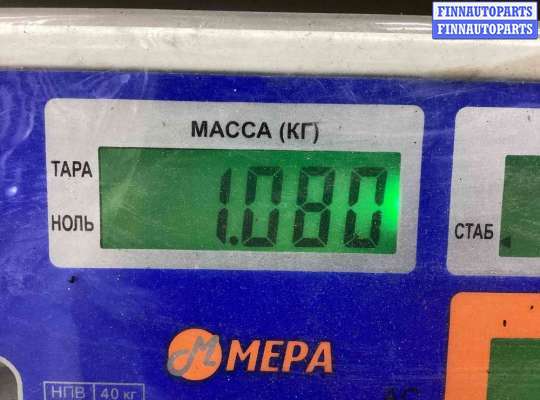 FINNAUTOPARTS
FINNAUTOPARTS
МАССА (КГ)
ТАРА
1.080
НОЛЬ
СТАБ
М МЕРА
НПВ 40 кг